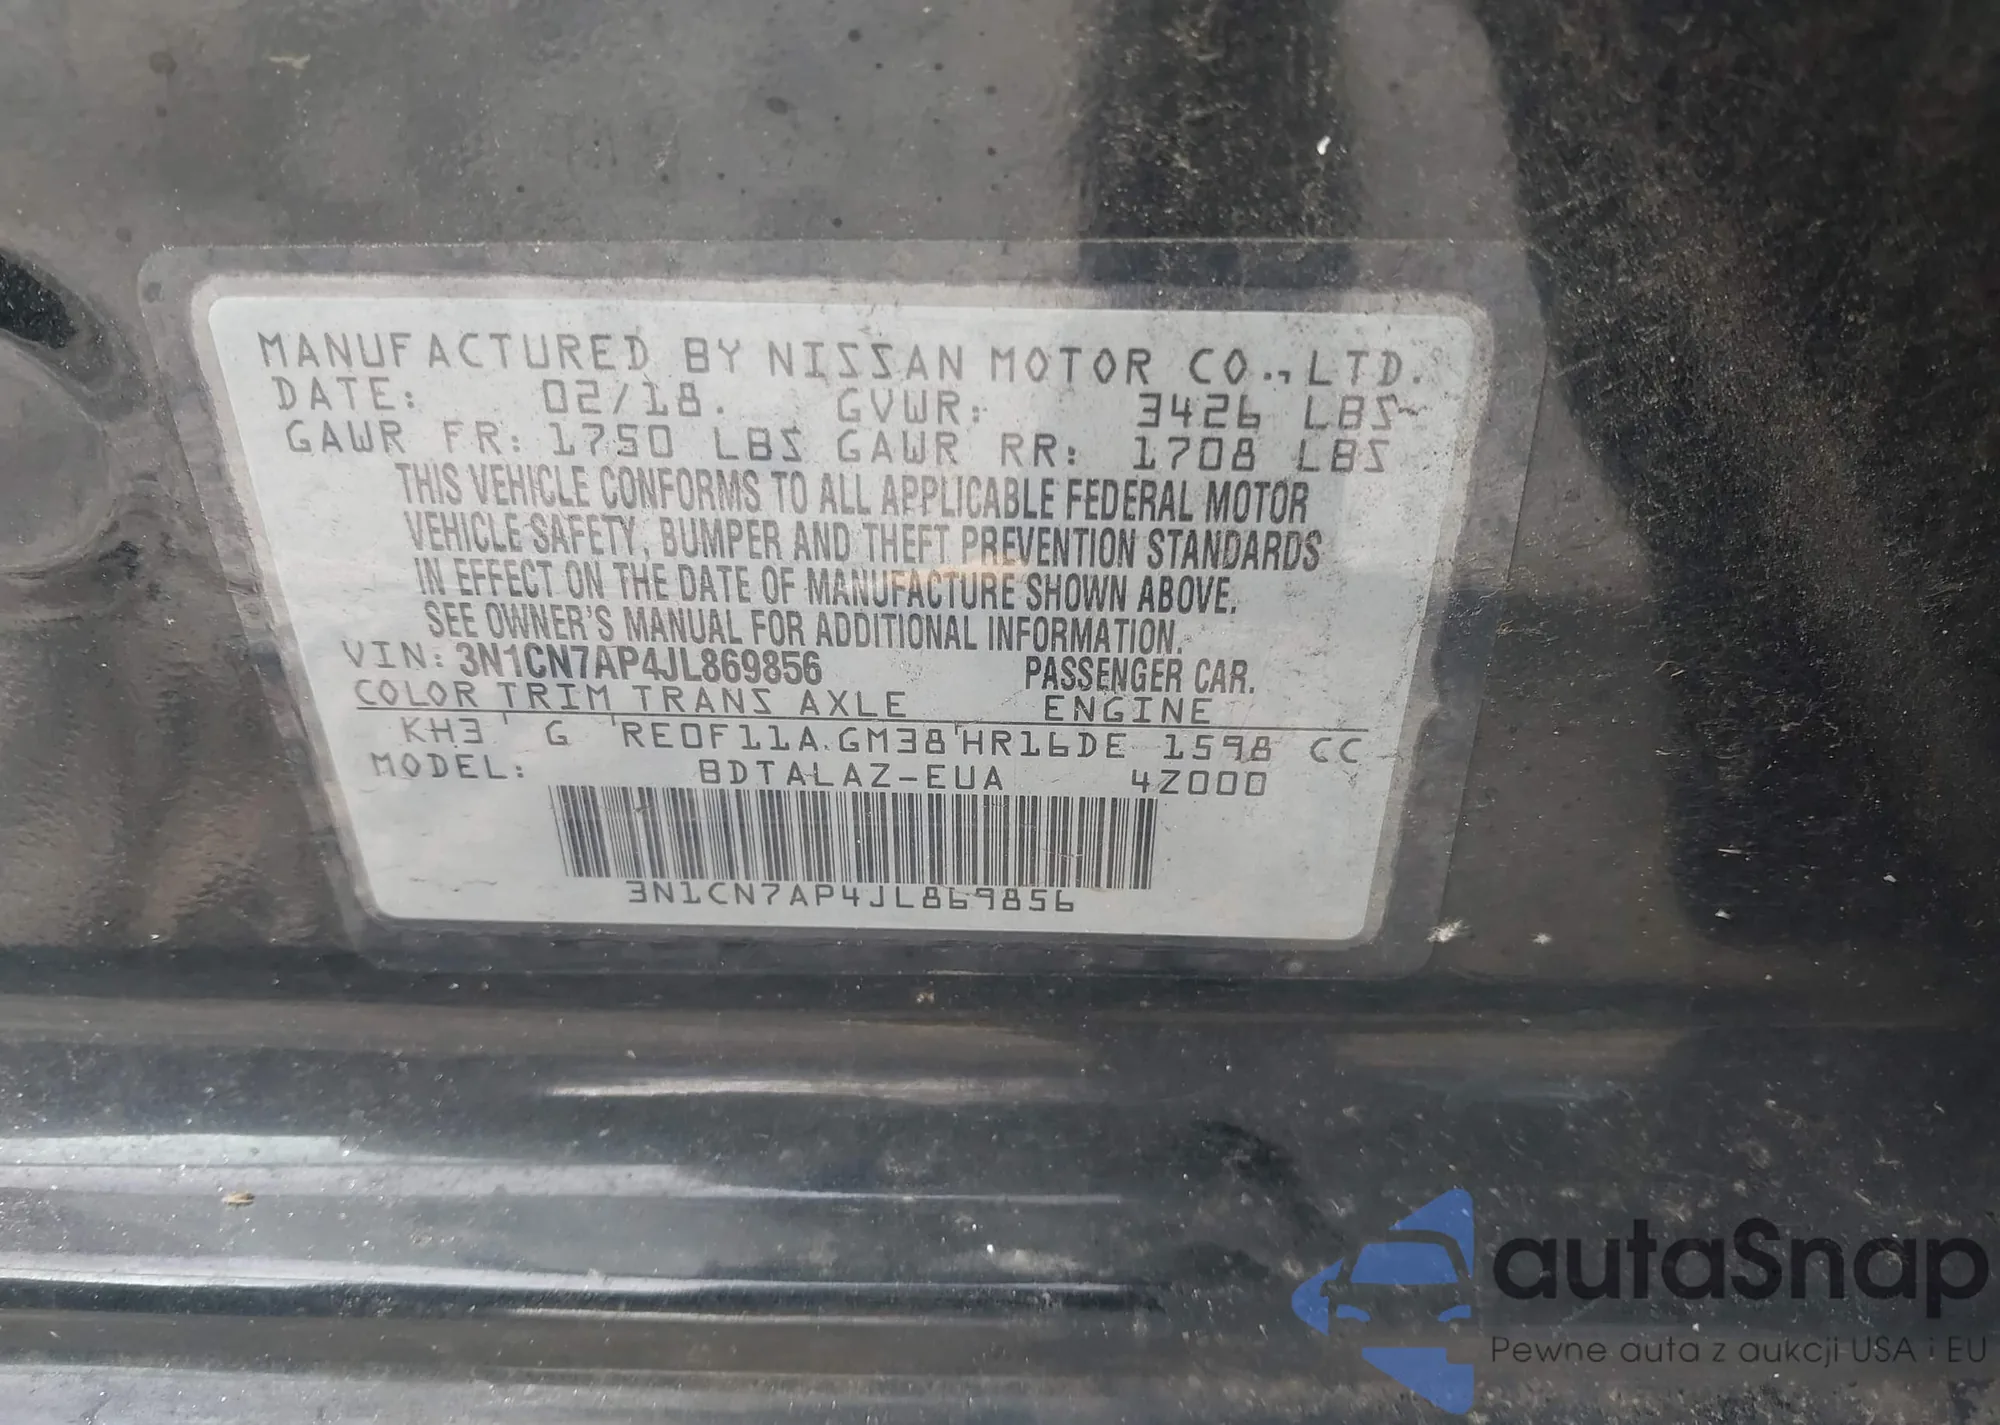 MANUFACTURED BY NISSAN MOTOR CO., LTD.
DATE: 02/18. GVWR: 3426 LBS
GAWR FR: 1750 LBS GAWR RR: 1708 LBS
THIS VEHICLE CONFORMS TO ALL APPLICABLE FEDERAL MOTOR
VEHICLE SAFETY, BUMPER AND THEFT PREVENTION STANDARDS
IN EFFECT ON THE DATE OF MANUFACTURE SHOWN ABOVE.
SEE OWNER'S MANUAL FOR ADDITIONAL INFORMATION.
VIN: 3N1CN7AP4JL869856 PASSENGER CAR.
COLOR TRIM TRANS AXLE ENGINE
KH3 G RE0F11A GM38 HR16DE 1598 CC
MODEL: BDTALAZ-EUA 4Z000
3N1CN7AP4JL869856
autaSnap
Pewne auta z aukcji USA i EU